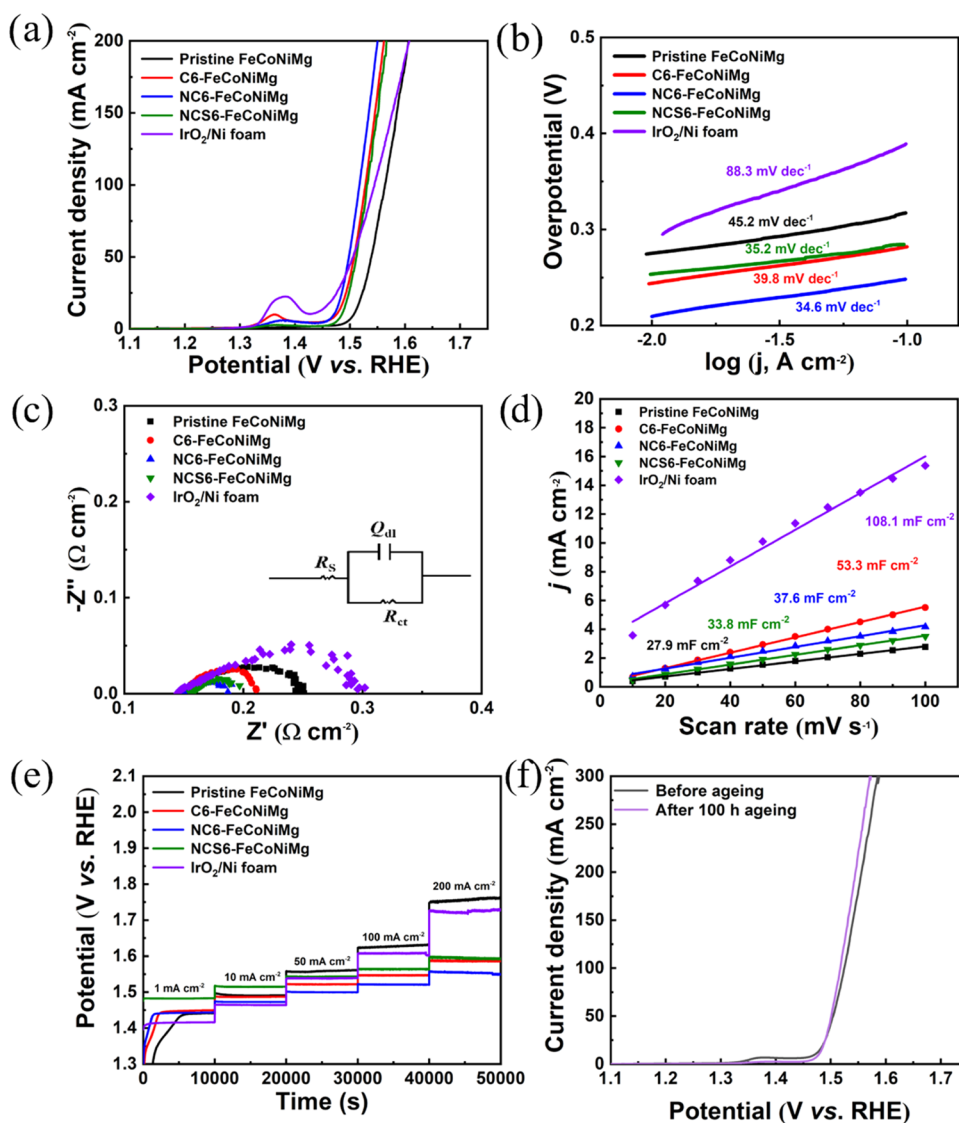 (a)
200
150
100
50
0
Current density (mA cm-2)
Pristine FeCoNiMg
C6-FeCoNiMg
NC6-FeCoNiMg
NCS6-FeCoNiMg
IrO2/Ni foam
1.1 1.2 1.3 1.4 1.5 1.6 1.7
Potential (V vs. RHE)
(b)
0.5
0.4
0.3
0.2
Overpotential (V)
Pristine FeCoNiMg
C6-FeCoNiMg
NC6-FeCoNiMg
NCS6-FeCoNiMg
IrO2/Ni foam
88.3 mV dec-1
45.2 mV dec-1
35.2 mV dec-1
39.8 mV dec-1
34.6 mV dec-1
-2.0 -1.5 -1.0
log (j, A cm-2)
(c)
0.3
0.2
0.1
0.0
-Z'' (Ω cm-2)
Pristine FeCoNiMg
C6-FeCoNiMg
NC6-FeCoNiMg
NCS6-FeCoNiMg
IrO2/Ni foam
Qdl
RS
Rct
0.1 0.2 0.3 0.4
Z' (Ω cm-2)
(d)
20
18
16
14
12
10
8
6
4
2
0
j (mA cm-2)
Pristine FeCoNiMg
C6-FeCoNiMg
NC6-FeCoNiMg
NCS6-FeCoNiMg
IrO2/Ni foam
108.1 mF cm-2
53.3 mF cm-2
37.6 mF cm-2
33.8 mF cm-2
27.9 mF cm-2
0 20 40 60 80 100
Scan rate (mV s-1)
(e)
2.1
2.0
1.9
1.8
1.7
1.6
1.5
1.4
1.3
Potential (V vs. RHE)
Pristine FeCoNiMg
C6-FeCoNiMg
NC6-FeCoNiMg
NCS6-FeCoNiMg
IrO2/Ni foam
200 mA cm-2
100 mA cm-2
50 mA cm-2
10 mA cm-2
1 mA cm-2
0 10000 20000 30000 40000 50000
Time (s)
(f)
300
250
200
150
100
50
0
Current density (mA cm-2)
Before ageing
After 100 h ageing
1.1 1.2 1.3 1.4 1.5 1.6 1.7
Potential (V vs. RHE)